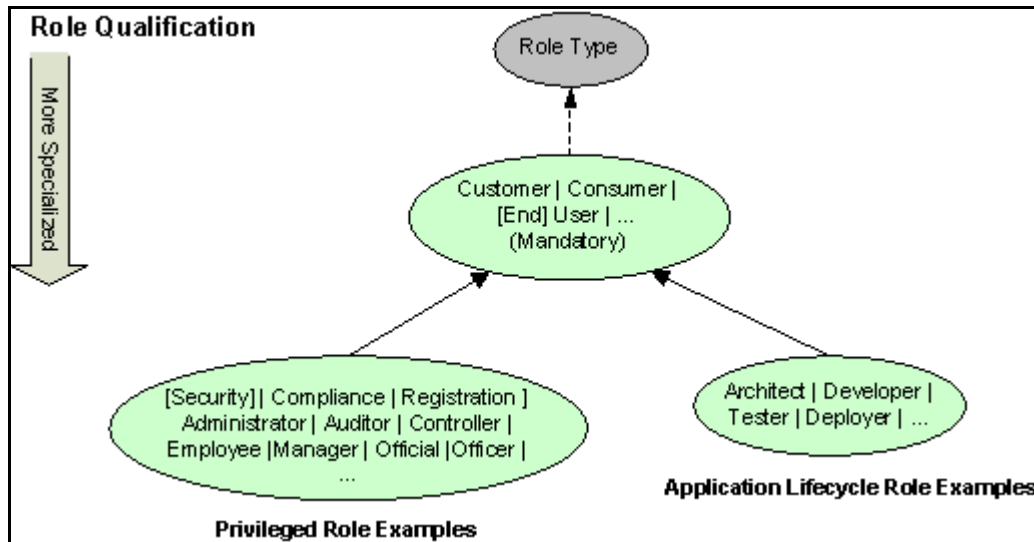 Role Qualification
Role Type
More Specialized
Customer | Consumer |
[End] User | ...
(Mandatory)
[Security] | Compliance | Registration ]
Administrator | Auditor | Controller |
Employee |Manager | Official |Officer |
...
Privileged Role Examples
Architect | Developer |
Tester | Deployer | ...
Application Lifecycle Role Examples